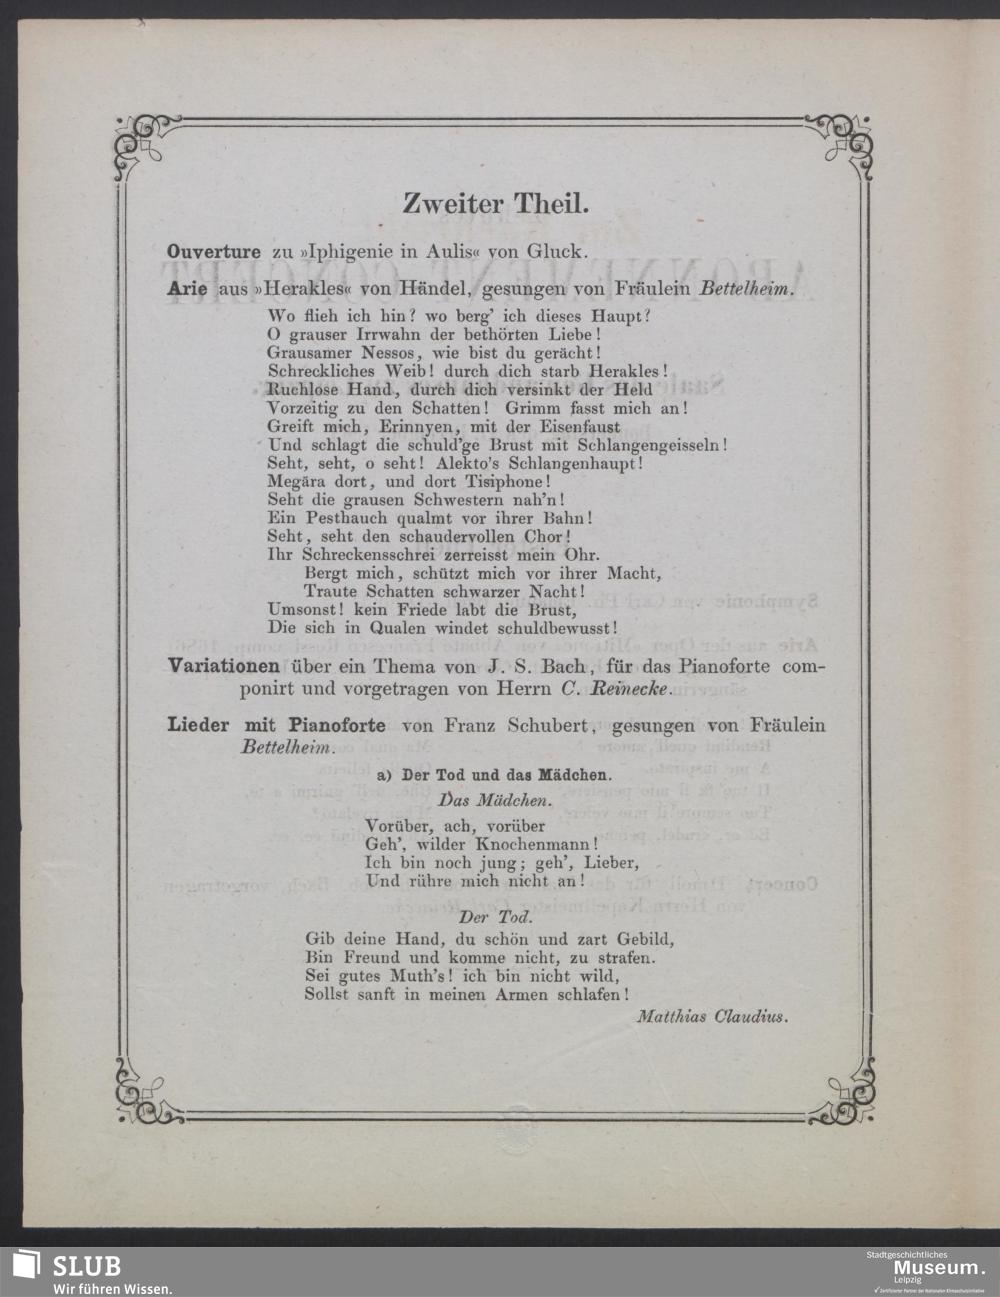 Zweiter Theil.
Ouverture zu »Iphigenie in Aulis« von Gluck.
Arie aus »Herakles« von Händel, gesungen von Fräulein Bettelheim.
Wo flieh ich hin? wo berg' ich dieses Haupt?
O grauser Irrwahn der bethörten Liebe!
Grausamer Nessos, wie bist du gerächt!
Schreckliches Weib! durch dich starb Herakles!
Ruchlose Hand, durch dich versinkt der Held
Vorzeitig zu den Schatten! Grimm fasst mich an!
Greift mich, Erinnyen, mit der Eisenfaust
Und schlagt die schuld'ge Brust mit Schlangengeisseln!
Seht, seht, o seht! Alekto's Schlangenhaupt!
Megära dort, und dort Tisiphone!
Seht die grausen Schwestern nah'n!
Ein Pesthauch qualmt vor ihrer Bahn!
Seht, seht den schaudervollen Chor!
Ihr Schreckensschrei zerreisst mein Ohr.
Bergt mich, schützt mich vor ihrer Macht,
Traute Schatten schwarzer Nacht!
Umsonst! kein Friede labt die Brust,
Die sich in Qualen windet schuldbewusst!
Variationen über ein Thema von J. S. Bach, für das Pianoforte com-
ponirt und vorgetragen von Herrn C. Reinecke.
Lieder mit Pianoforte von Franz Schubert, gesungen von Fräulein
Bettelheim.
a) Der Tod und das Mädchen.
Das Mädchen.
Vorüber, ach, vorüber
Geh', wilder Knochenmann!
Ich bin noch jung; geh', Lieber,
Und rühre mich nicht an!
Der Tod.
Gib deine Hand, du schön und zart Gebild,
Bin Freund und komme nicht, zu strafen.
Sei gutes Muth's! ich bin nicht wild,
Sollst sanft in meinen Armen schlafen!
Matthias Claudius.
SLUB
Wir führen Wissen.
Stadtgeschichtliches
Museum.
Leipzig
Zertifizierter Partner der Nationalen Klimaschutzinitiative